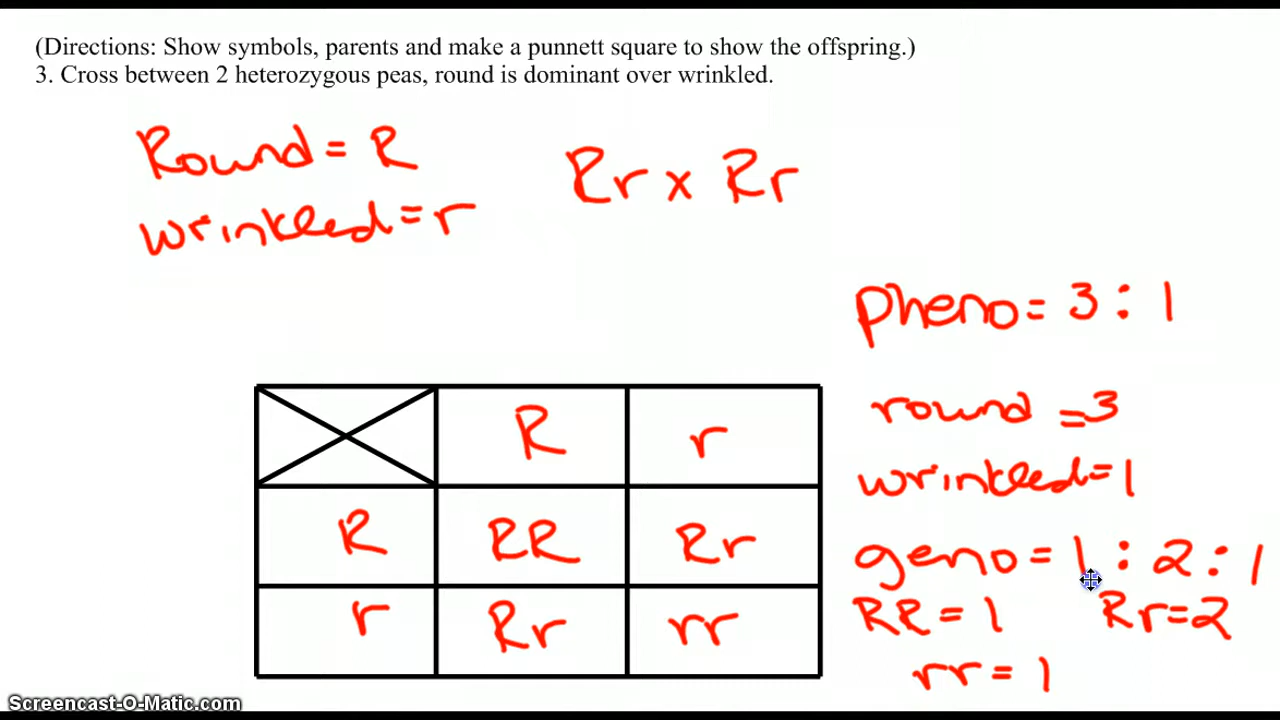 (Directions: Show symbols, parents and make a punnett square to show the offspring.)
3. Cross between 2 heterozygous peas, round is dominant over wrinkled.
Round = R
wrinkled = r
Rr x Rr
pheno = 3 : 1
round = 3
wrinkled = 1
geno = 1 : 2 : 1
RR = 1 Rr = 2
rr = 1
R r
R RR Rr
r Rr rr
Screencast-O-Matic.com